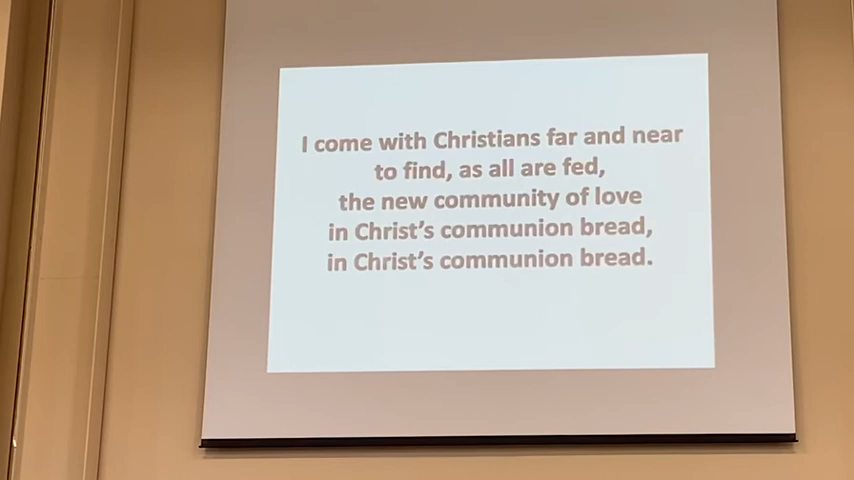 I come with Christians far and near
to find, as all are fed,
the new community of love
in Christ’s communion bread,
in Christ’s communion bread.